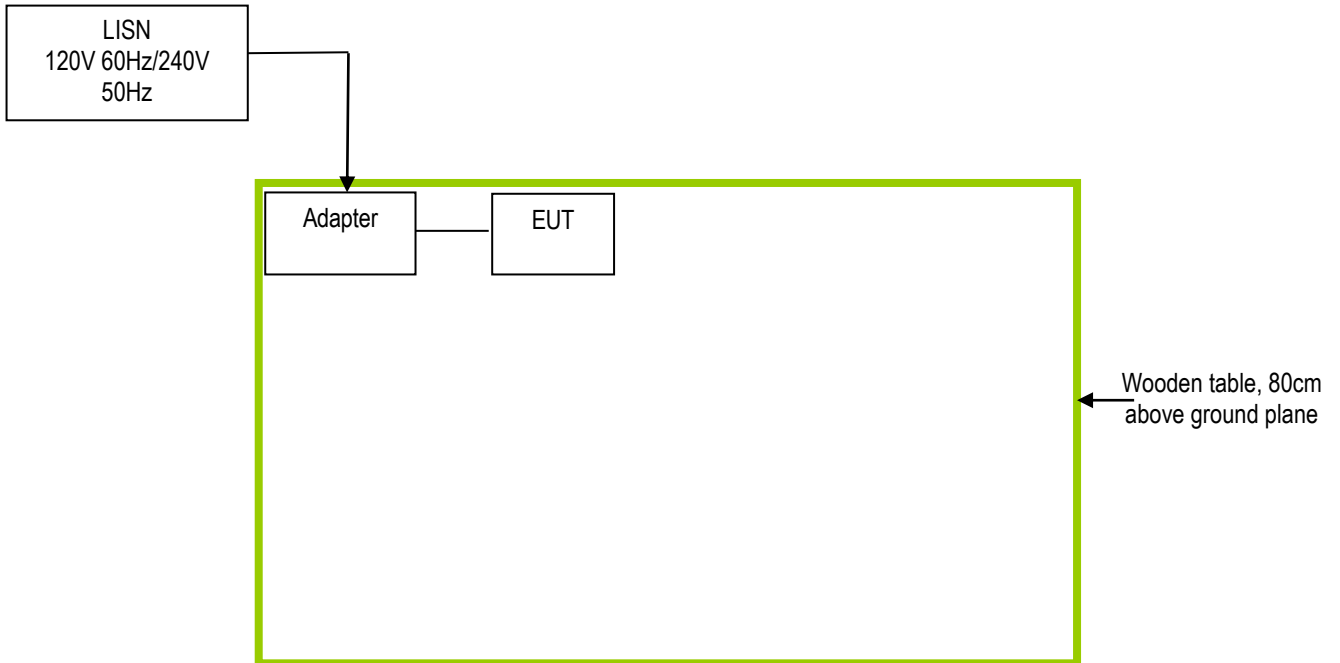 LISN
120V 60Hz/240V
50Hz
Adapter
EUT
Wooden table, 80cm
above ground plane